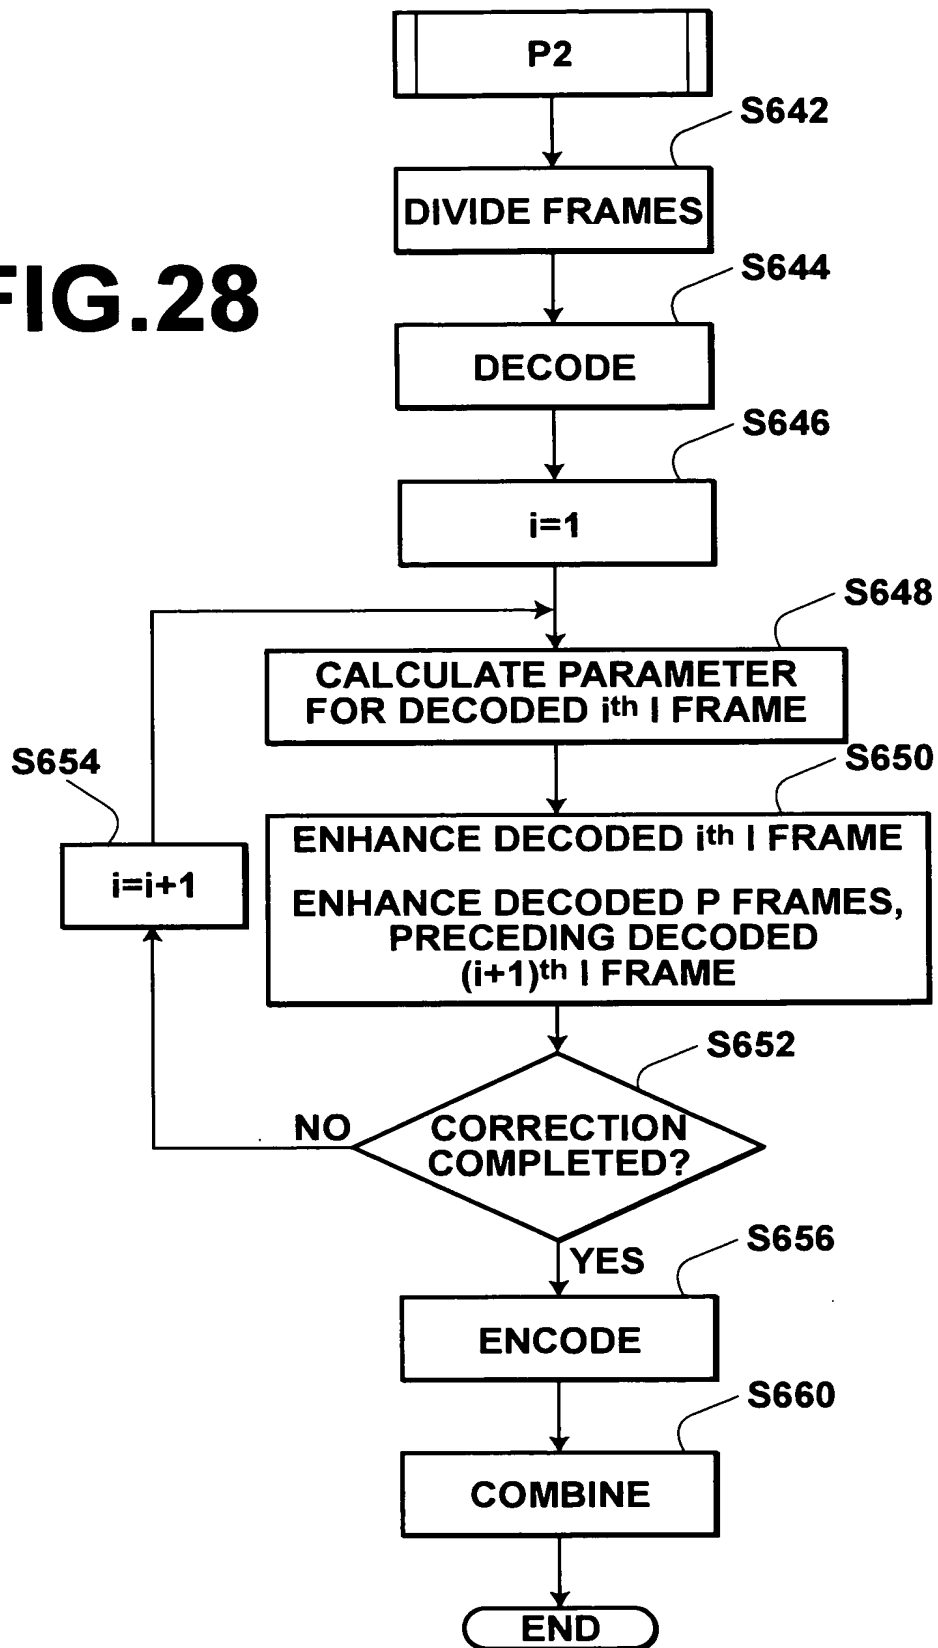 P2
S642
DIVIDE FRAMES
FIG.28
S644
DECODE
S646
i=1
S648
CALCULATE PARAMETER
FOR DECODED ith I FRAME
S654
i=i+1
S650
ENHANCE DECODED ith I FRAME
ENHANCE DECODED P FRAMES,
PRECEDING DECODED
(i+1)th I FRAME
S652
NO
CORRECTION
COMPLETED?
YES
S656
ENCODE
S660
COMBINE
END